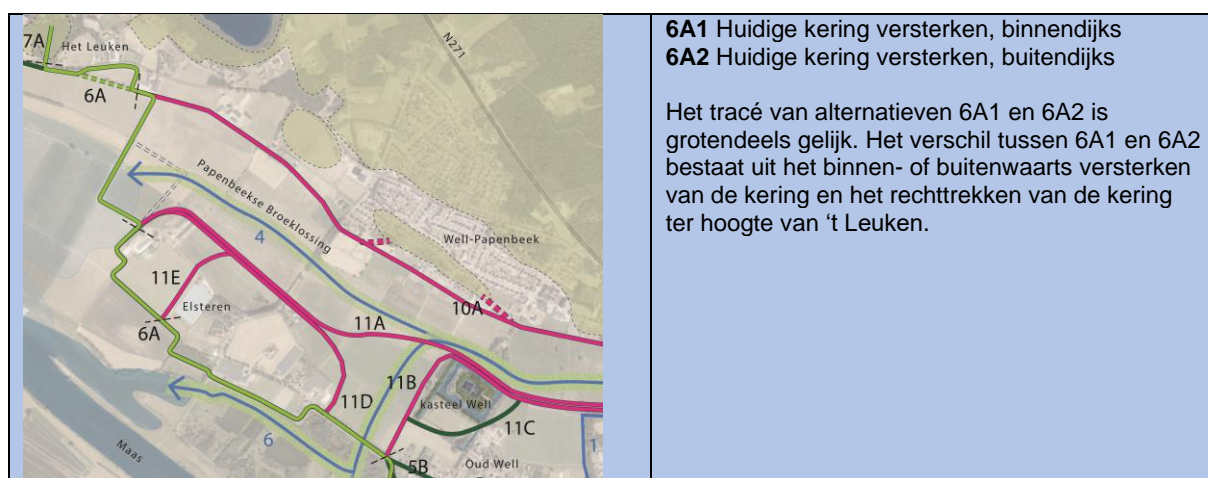 7A
Het Leuken
N271
6A
Papenbeekse Broeklossing
4
Well-Papenbeek
11E
10A
Elsteren
6A
11A
11B
11D
kasteel Well
11C
6
1
Maas
5B
Oud Well
6A1 Huidige kering versterken, binnendijks
6A2 Huidige kering versterken, buitendijks
Het tracé van alternatieven 6A1 en 6A2 is
grotendeels gelijk. Het verschil tussen 6A1 en 6A2
bestaat uit het binnen- of buitenwaarts versterken
van de kering en het rechttrekken van de kering
ter hoogte van ‘t Leuken.